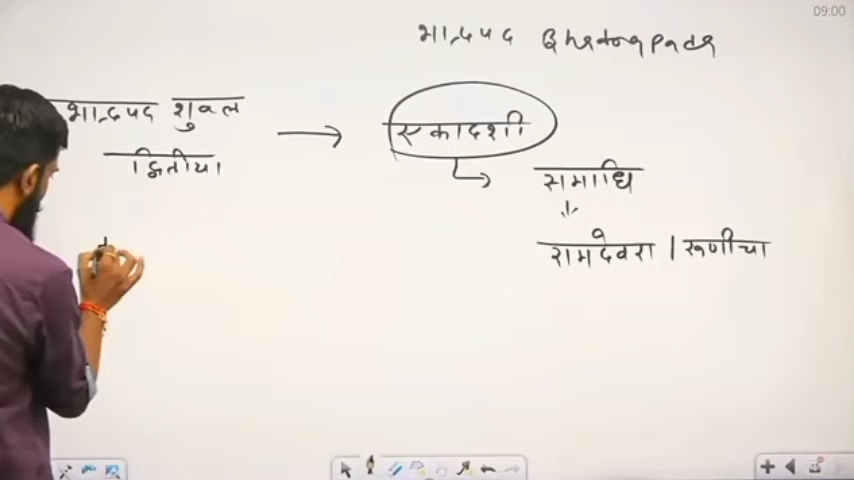 09:00
भाद्रपद Bhadrapada
भाद्रपद शुक्ल
एकादशी
द्वितीया
समाधि
रामदेवरा | रूणीचा